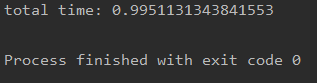 total time: 0.9951131343841553
Process finished with exit code 0